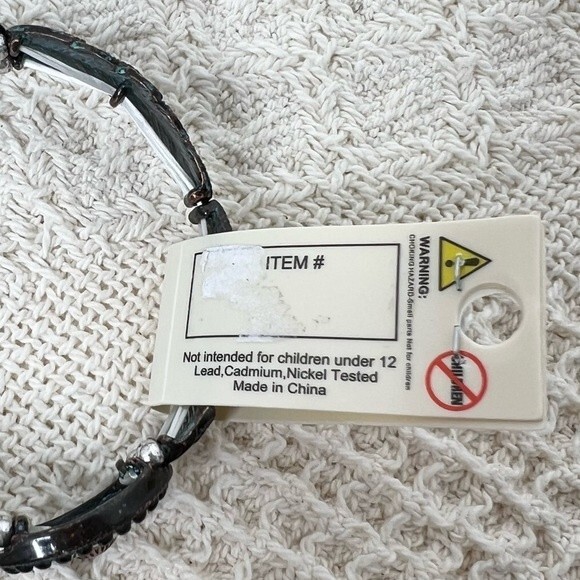 ITEM #
Not intended for children under 12
Lead,Cadmium,Nickel Tested
Made in China
WARNING:
CHOKING HAZARD-Small parts Not for children
CHILDREN